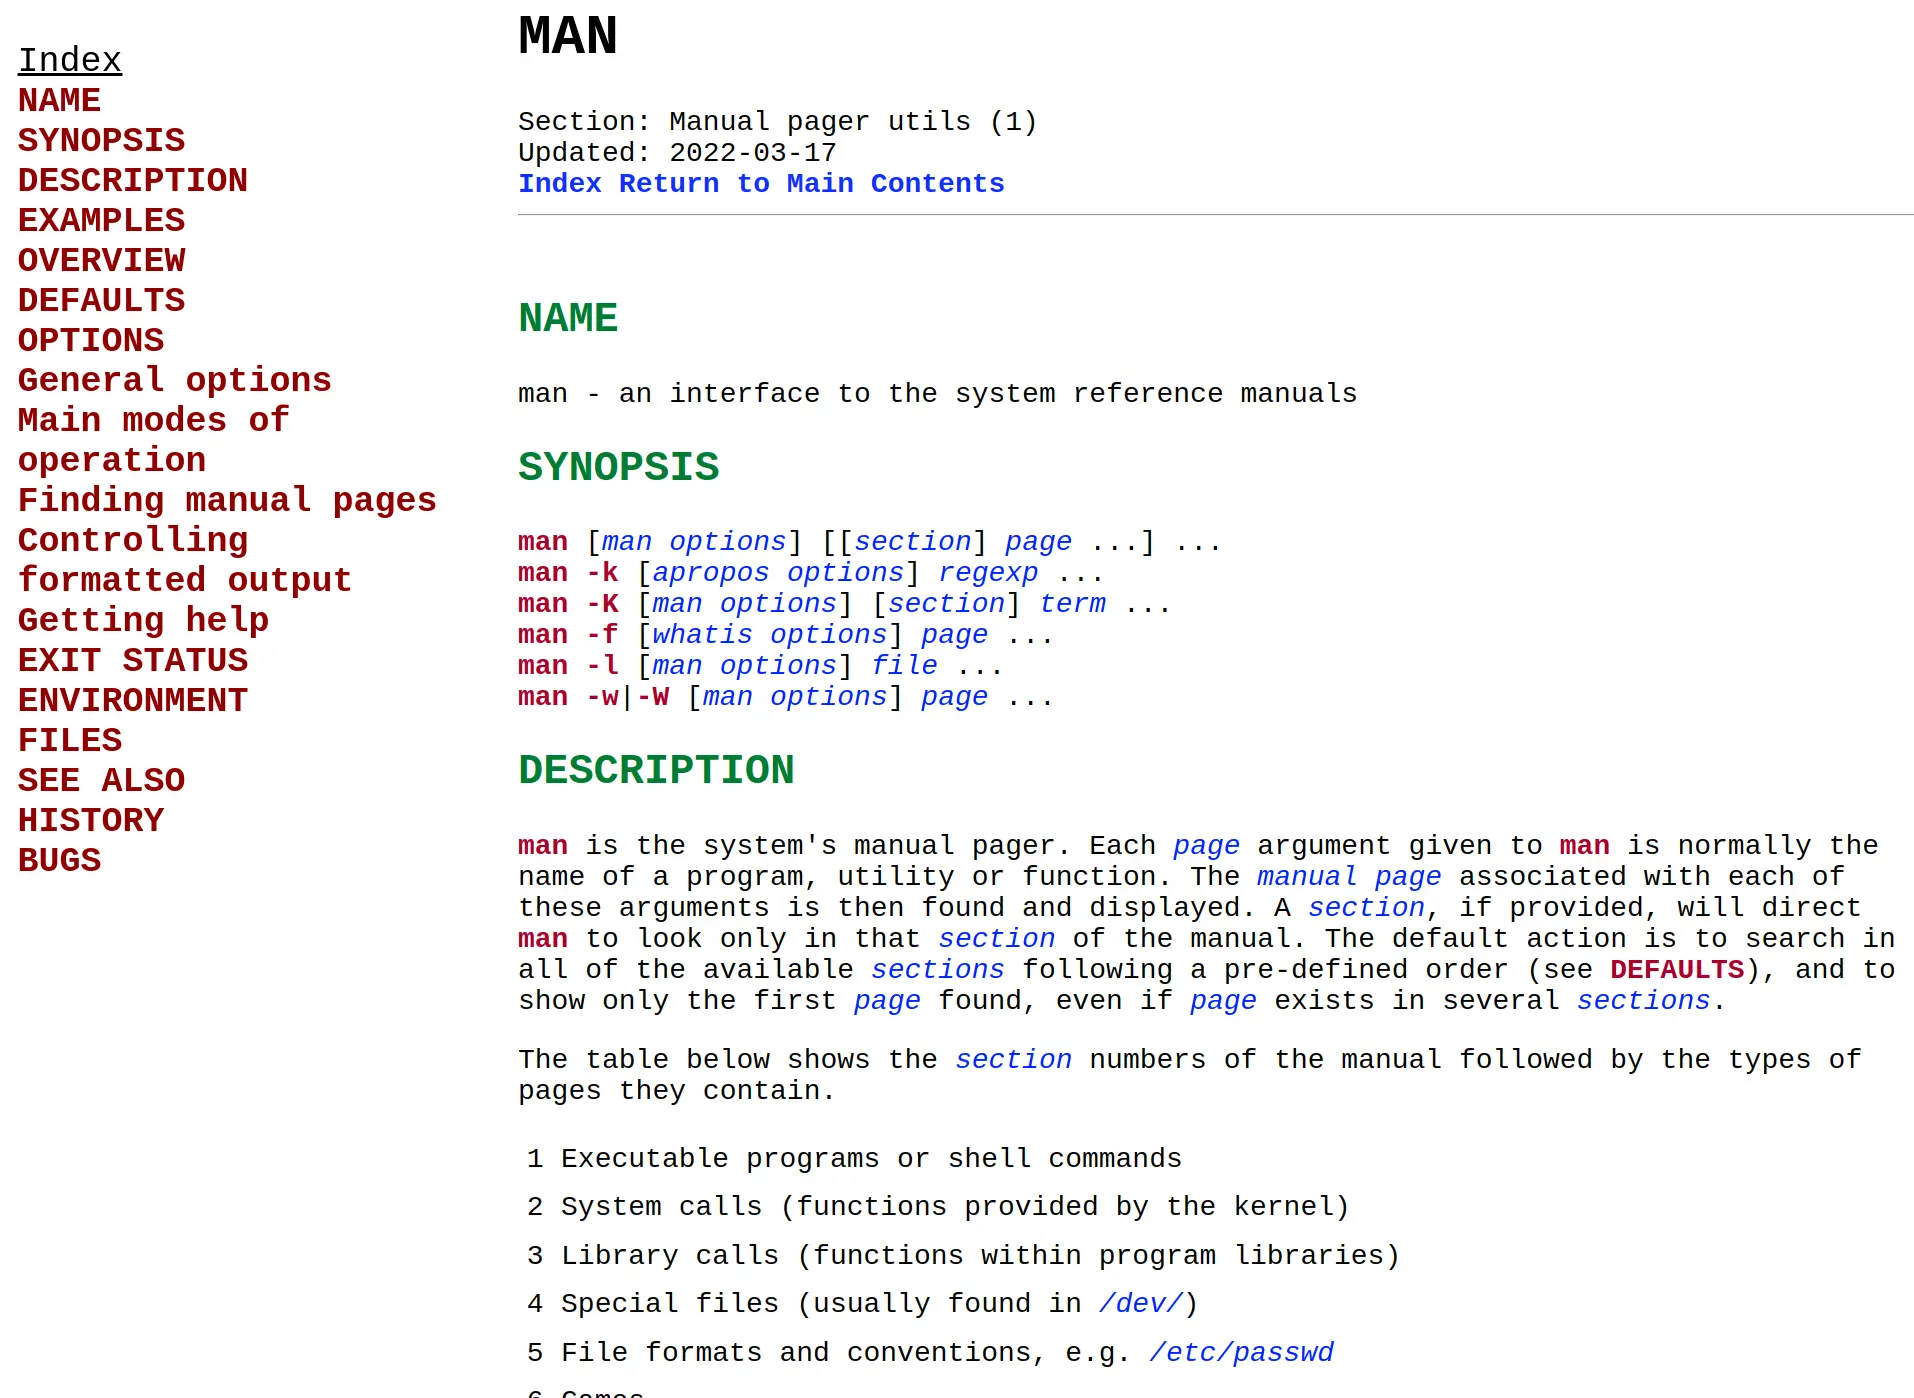 Index
NAME
SYNOPSIS
DESCRIPTION
EXAMPLES
OVERVIEW
DEFAULTS
OPTIONS
General options
Main modes of
operation
Finding manual pages
Controlling
formatted output
Getting help
EXIT STATUS
ENVIRONMENT
FILES
SEE ALSO
HISTORY
BUGS
MAN
Section: Manual pager utils (1)
Updated: 2022-03-17
Index Return to Main Contents
NAME
man - an interface to the system reference manuals
SYNOPSIS
man [man options] [[section] page ...] ...
man -k [apropos options] regexp ...
man -K [man options] [section] term ...
man -f [whatis options] page ...
man -l [man options] file ...
man -w|-W [man options] page ...
DESCRIPTION
man is the system's manual pager. Each page argument given to man is normally the
name of a program, utility or function. The manual page associated with each of
these arguments is then found and displayed. A section, if provided, will direct
man to look only in that section of the manual. The default action is to search in
all of the available sections following a pre-defined order (see DEFAULTS), and to
show only the first page found, even if page exists in several sections.
The table below shows the section numbers of the manual followed by the types of
pages they contain.
1 Executable programs or shell commands
2 System calls (functions provided by the kernel)
3 Library calls (functions within program libraries)
4 Special files (usually found in /dev/)
5 File formats and conventions, e.g. /etc/passwd
6 Games